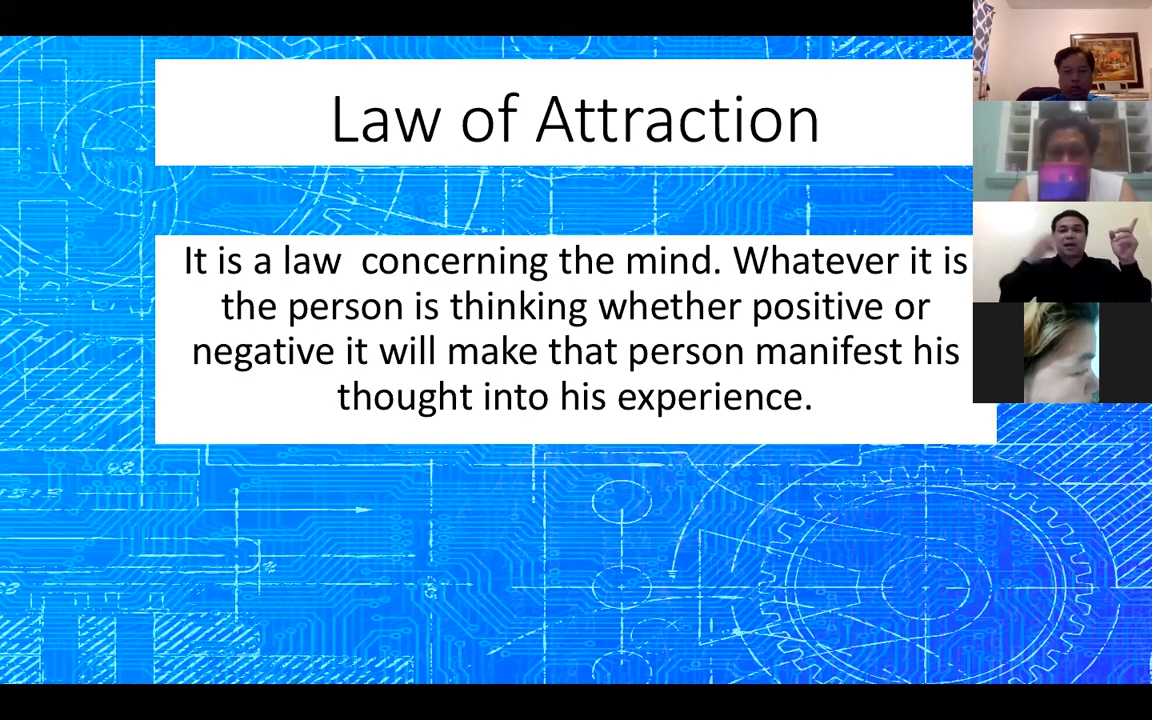 Law of Attraction
It is a law  concerning the mind. Whatever it is
the person is thinking whether positive or
negative it will make that person manifest his
thought into his experience.